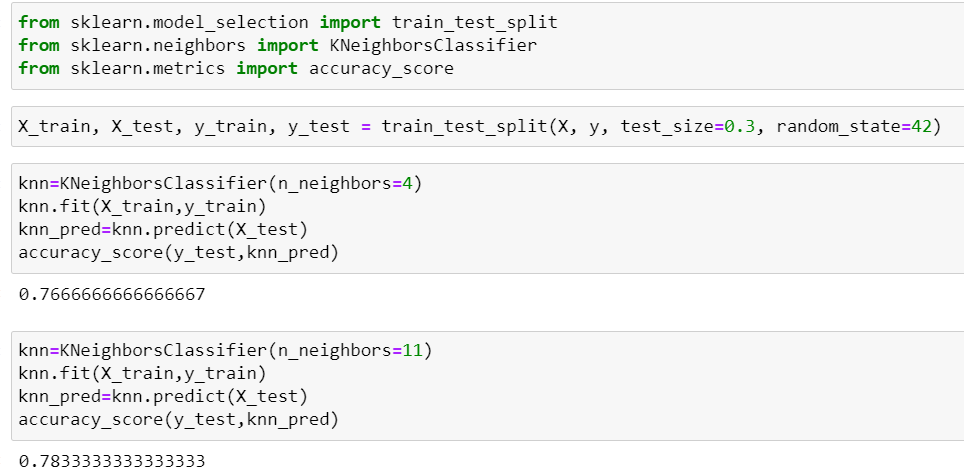 from sklearn.model_selection import train_test_split
from sklearn.neighbors import KNeighborsClassifier
from sklearn.metrics import accuracy_score
X_train, X_test, y_train, y_test = train_test_split(X, y, test_size=0.3, random_state=42)
knn=KNeighborsClassifier(n_neighbors=4)
knn.fit(X_train,y_train)
knn_pred=knn.predict(X_test)
accuracy_score(y_test,knn_pred)
0.7666666666666667
knn=KNeighborsClassifier(n_neighbors=11)
knn.fit(X_train,y_train)
knn_pred=knn.predict(X_test)
accuracy_score(y_test,knn_pred)
0.7833333333333333